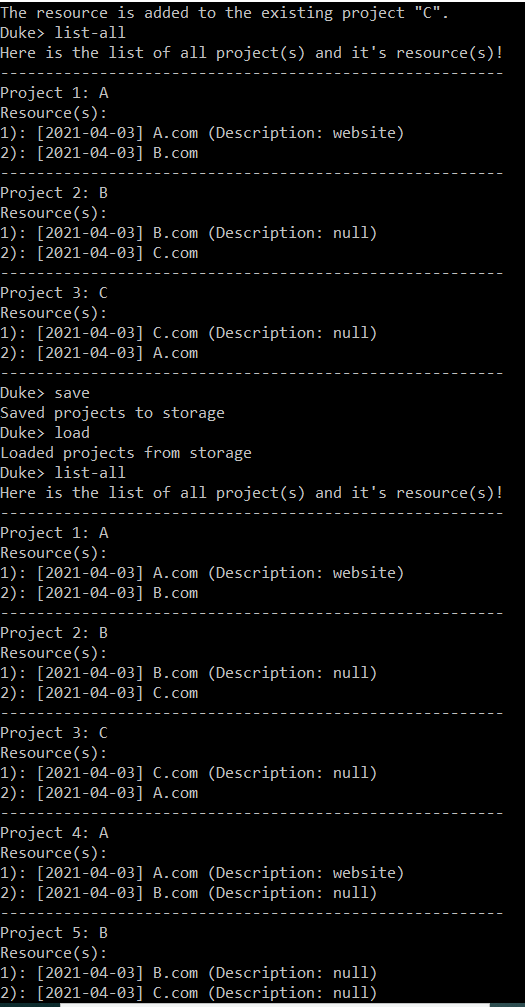 The resource is added to the existing project "C".
Duke> list-all
Here is the list of all project(s) and it's resource(s)!
--------------------------------------------------------
Project 1: A
Resource(s):
1): [2021-04-03] A.com (Description: website)
2): [2021-04-03] B.com
--------------------------------------------------------
Project 2: B
Resource(s):
1): [2021-04-03] B.com (Description: null)
2): [2021-04-03] C.com
--------------------------------------------------------
Project 3: C
Resource(s):
1): [2021-04-03] C.com (Description: null)
2): [2021-04-03] A.com
--------------------------------------------------------
Duke> save
Saved projects to storage
Duke> load
Loaded projects from storage
Duke> list-all
Here is the list of all project(s) and it's resource(s)!
--------------------------------------------------------
Project 1: A
Resource(s):
1): [2021-04-03] A.com (Description: website)
2): [2021-04-03] B.com
--------------------------------------------------------
Project 2: B
Resource(s):
1): [2021-04-03] B.com (Description: null)
2): [2021-04-03] C.com
--------------------------------------------------------
Project 3: C
Resource(s):
1): [2021-04-03] C.com (Description: null)
2): [2021-04-03] A.com
--------------------------------------------------------
Project 4: A
Resource(s):
1): [2021-04-03] A.com (Description: website)
2): [2021-04-03] B.com (Description: null)
--------------------------------------------------------
Project 5: B
Resource(s):
1): [2021-04-03] B.com (Description: null)
2): [2021-04-03] C.com (Description: null)